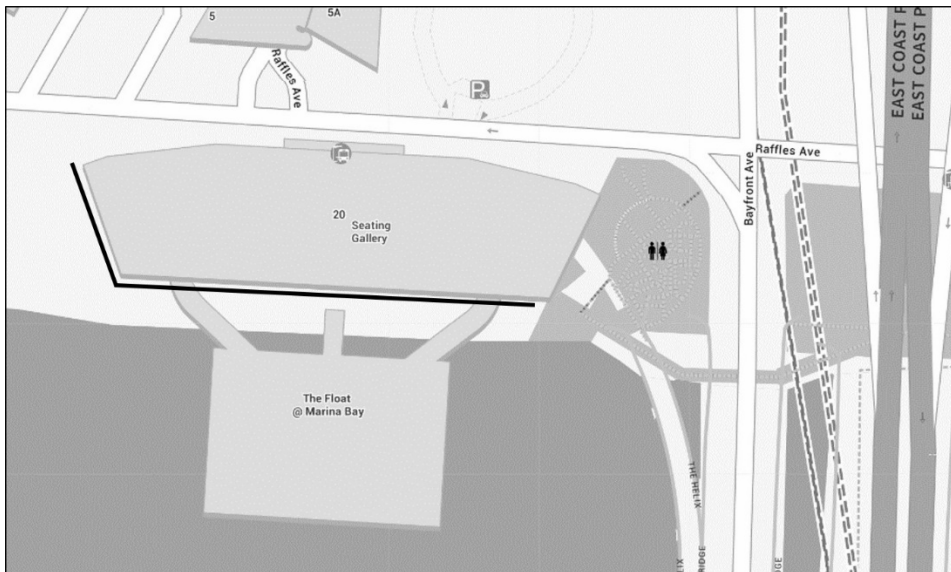 5
5A
Raffles Ave
P
EAST COAST P
EAST COAST P
Raffles Ave
Bayfront Ave
20
Seating
Gallery
The Float
@ Marina Bay
THE HELIX